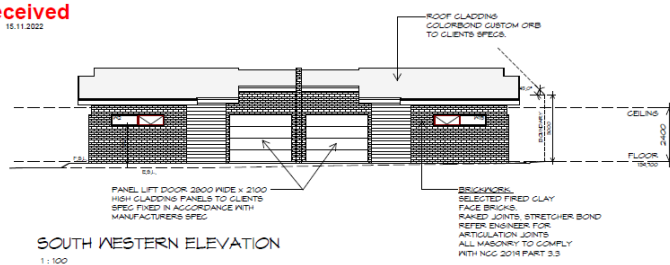 ceived
15.11.2022
ROOF CLADDING
COLORBOND CUSTOM ORB
TO CLIENTS SPECS.
CEILING
2400
FLOOR
F.S.L.
E.G.L.
PANEL LIFT DOOR 2800 WIDE x 2100
HIGH CLADDING PANELS TO CLIENTS
SPEC FIXED IN ACCORDANCE WITH
MANUFACTURERS SPEC
BRICKWORK.
SELECTED FIRED CLAY
FACE BRICKS.
RAKED JOINTS, STRETCHER BOND
REFER ENGINEER FOR
ARTICULATION JOINTS
ALL MASONRY TO COMPLY
WITH NCC 2019 PART 3.3
SOUTH WESTERN ELEVATION
1 : 100